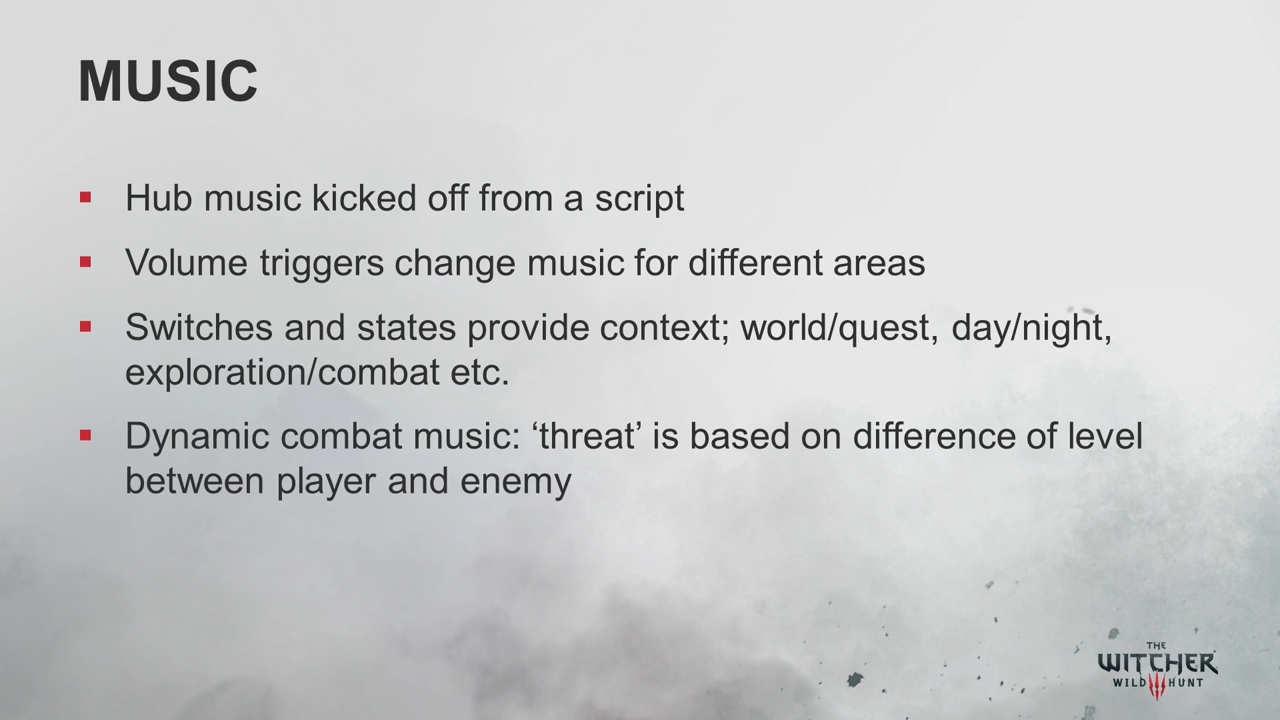 MUSIC
▪ Hub music kicked off from a script
▪ Volume triggers change music for different areas
▪ Switches and states provide context; world/quest, day/night,
exploration/combat etc.
▪ Dynamic combat music: ‘threat’ is based on difference of level
between player and enemy
THE
WITCHER
WILD HUNT